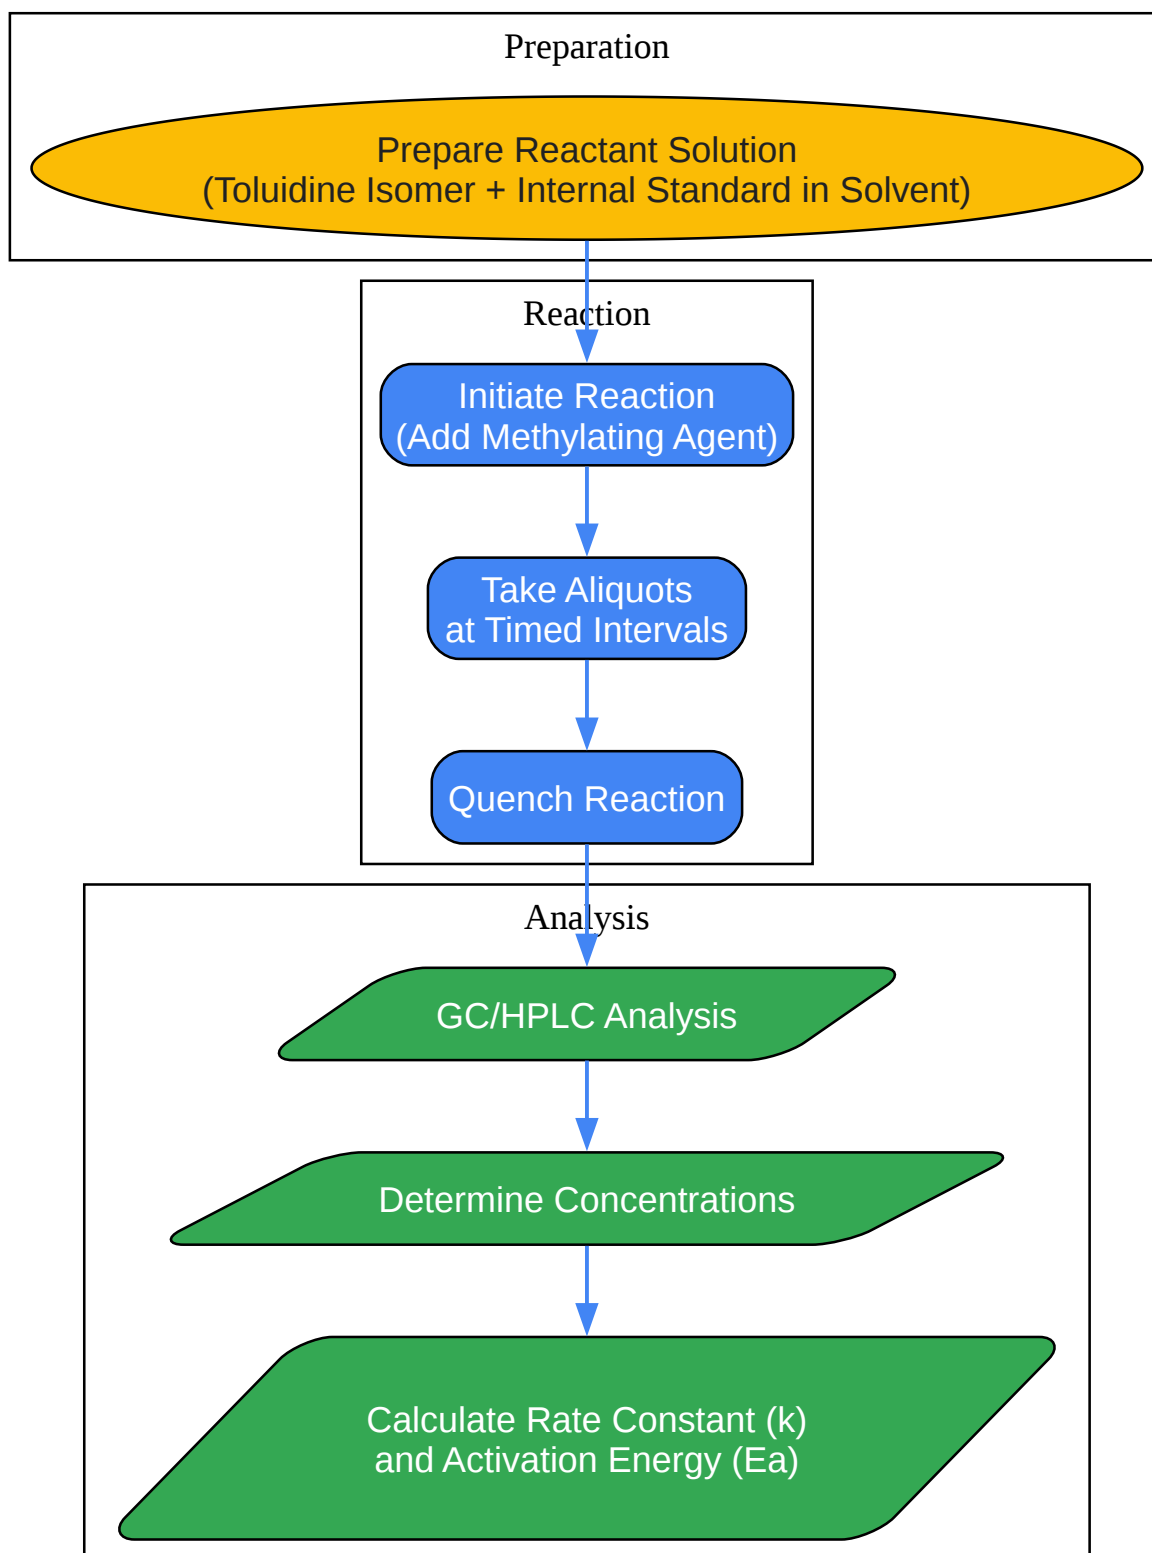 Preparation
Prepare Reactant Solution
(Toluidine Isomer + Internal Standard in Solvent)
Reaction
Initiate Reaction
(Add Methylating Agent)
Take Aliquots
at Timed Intervals
Quench Reaction
Analysis
GC/HPLC Analysis
Determine Concentrations
Calculate Rate Constant (k)
and Activation Energy (Ea)